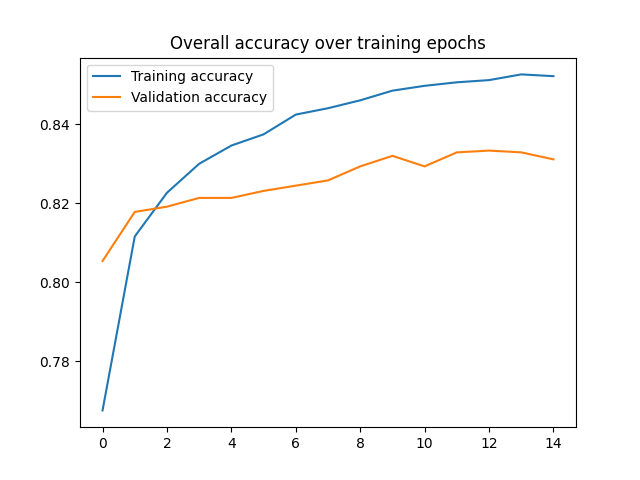 Overall accuracy over training epochs
Training accuracy
Validation accuracy
0.84
0.82
0.80
0.78
0 2 4 6 8 10 12 14